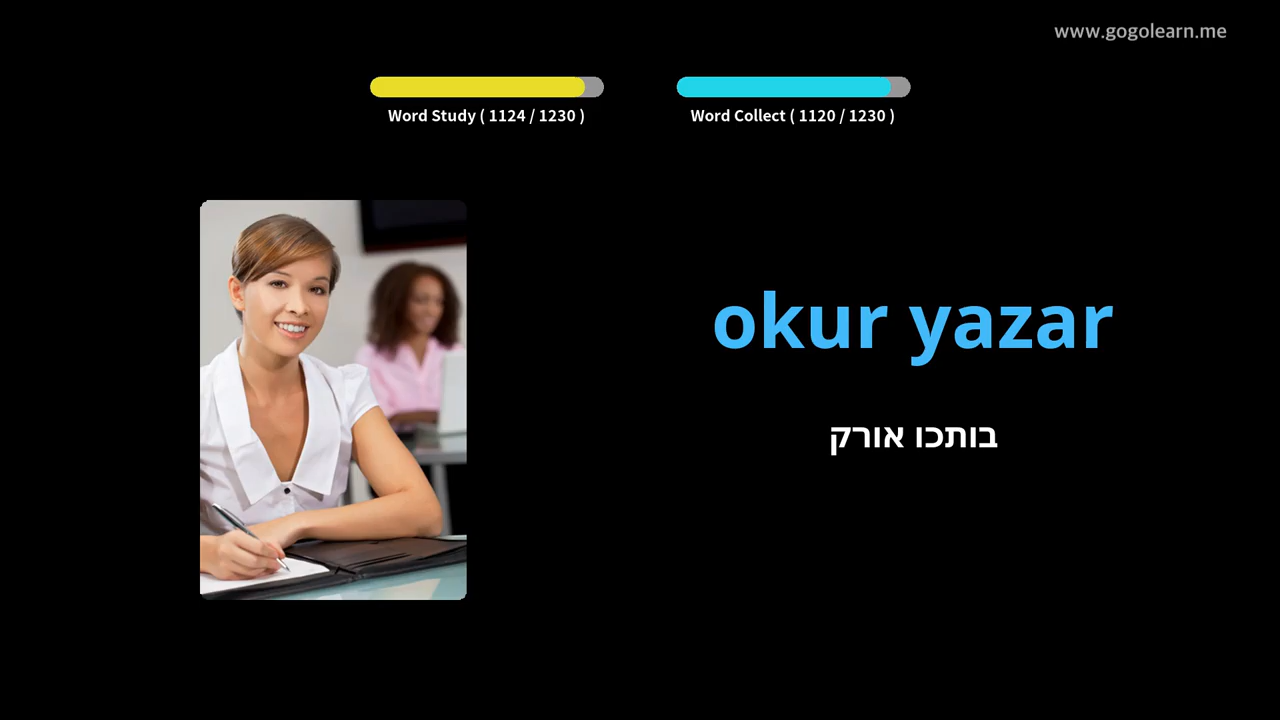 www.gogolearn.me
Word Study ( 1124 / 1230 )
Word Collect ( 1120 / 1230 )
okur yazar
בותכו אורק